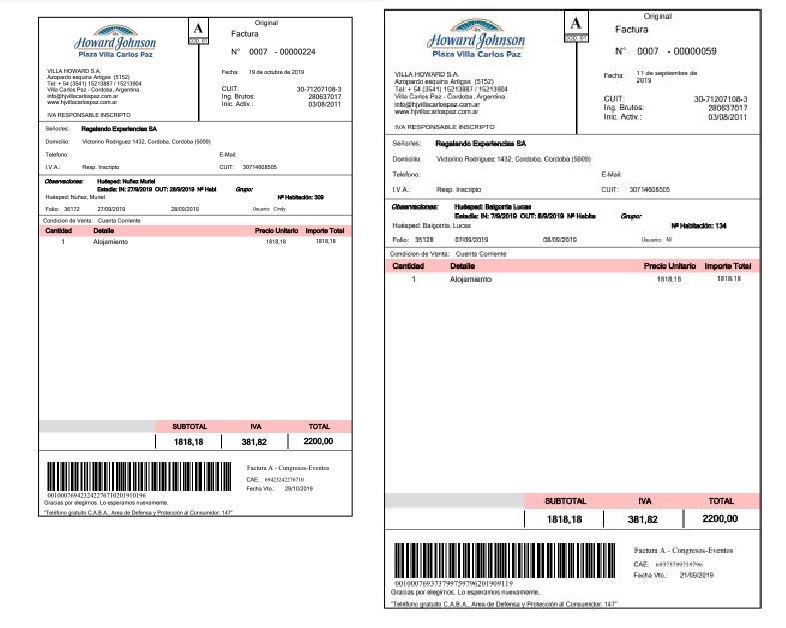 Howard Johnson
Plaza Villa Carlos Paz
A
COD. 01
Original
Factura
N° 0007 - 00000224
VILLA HOWARD S.A.
Azopardo esquina Artigas (5152)
Tel: + 54 (3541) 15213887 / 15213904
Villa Carlos Paz - Cordoba, Argentina.
info@hjvillacarlospaz.com.ar
www.hjvillacarlospaz.com.ar
IVA RESPONSABLE INSCRIPTO
Fecha: 19 de octubre de 2019
CUIT: 30-71207108-3
Ing. Brutos: 280637017
Inic. Activ.: 03/08/2011
Señor/es: Regalando Experiencias SA
Domicilio: Victorino Rodriguez 1432, Cordoba, Cordoba (5009)
Telefono: E-Mail:
I.V.A.: Resp. Inscripto CUIT: 30714608505
Observaciones: Huésped: Nuñez Muriel
Estadia: IN: 27/9/2019 OUT: 28/9/2019 Nº Habi Grupo:
Huésped: Nuñez, Muriel Nº Habitación: 309
Folio: 36172 27/09/2019 28/09/2019 Usuario: Cindy
Condicion de Venta: Cuenta Corriente
Cantidad Detalle Precio Unitario Importe Total
1 Alojamiento 1818,18 1818,18
SUBTOTAL IVA TOTAL
1818,18 381,82 2200,00
Factura A - Congresos-Eventos
CAE: 69423242276710
Fecha Vto.: 29/10/2019
Gracias por elegirnos. Lo esperamos nuevamente.
"Teléfono gratuito C.A.B.A., Area de Defensa y Protección al Consumidor: 147"
Howard Johnson
Plaza Villa Carlos Paz
A
COD. 01
Original
Factura
N° 0007 - 00000059
VILLA HOWARD S.A.
Azopardo esquina Artigas (5152)
Tel: + 54 (3541) 15213887 / 15213904
Villa Carlos Paz - Cordoba, Argentina.
info@hjvillacarlospaz.com.ar
www.hjvillacarlospaz.com.ar
IVA RESPONSABLE INSCRIPTO
Fecha: 11 de septiembre de
2019
CUIT: 30-71207108-3
Ing. Brutos: 280637017
Inic. Activ.: 03/08/2011
Señor/es: Regalando Experiencias SA
Domicilio: Victorino Rodriguez 1432, Cordoba, Cordoba (5009)
Telefono: E-Mail:
I.V.A.: Resp. Inscripto CUIT: 30714608505
Observaciones: Huésped: Baigorria Lucas
Estadia: IN: 7/9/2019 OUT: 8/9/2019 Nº Habita Grupo:
Huésped: Baigorria, Lucas Nº Habitación: 134
Folio: 35128 07/09/2019 08/09/2019 Usuario:
Condicion de Venta: Cuenta Corriente
Cantidad Detalle Precio Unitario Importe Total
1 Alojamiento 1818,18 1818,18
SUBTOTAL IVA TOTAL
1818,18 381,82 2200,00
Factura A - Congresos-Eventos
CAE: 69373799759796
Fecha Vto.: 21/09/2019
Gracias por elegirnos. Lo esperamos nuevamente.
"Teléfono gratuito C.A.B.A., Area de Defensa y Protección al Consumidor: 147"